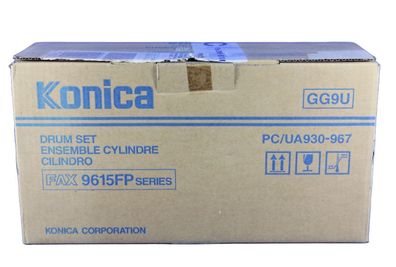 Konica
GG9U
DRUM SET
ENSEMBLE CYLINDRE
CILINDRO
PC/UA930-967
FAX 9615FP SERIES
KONICA CORPORATION